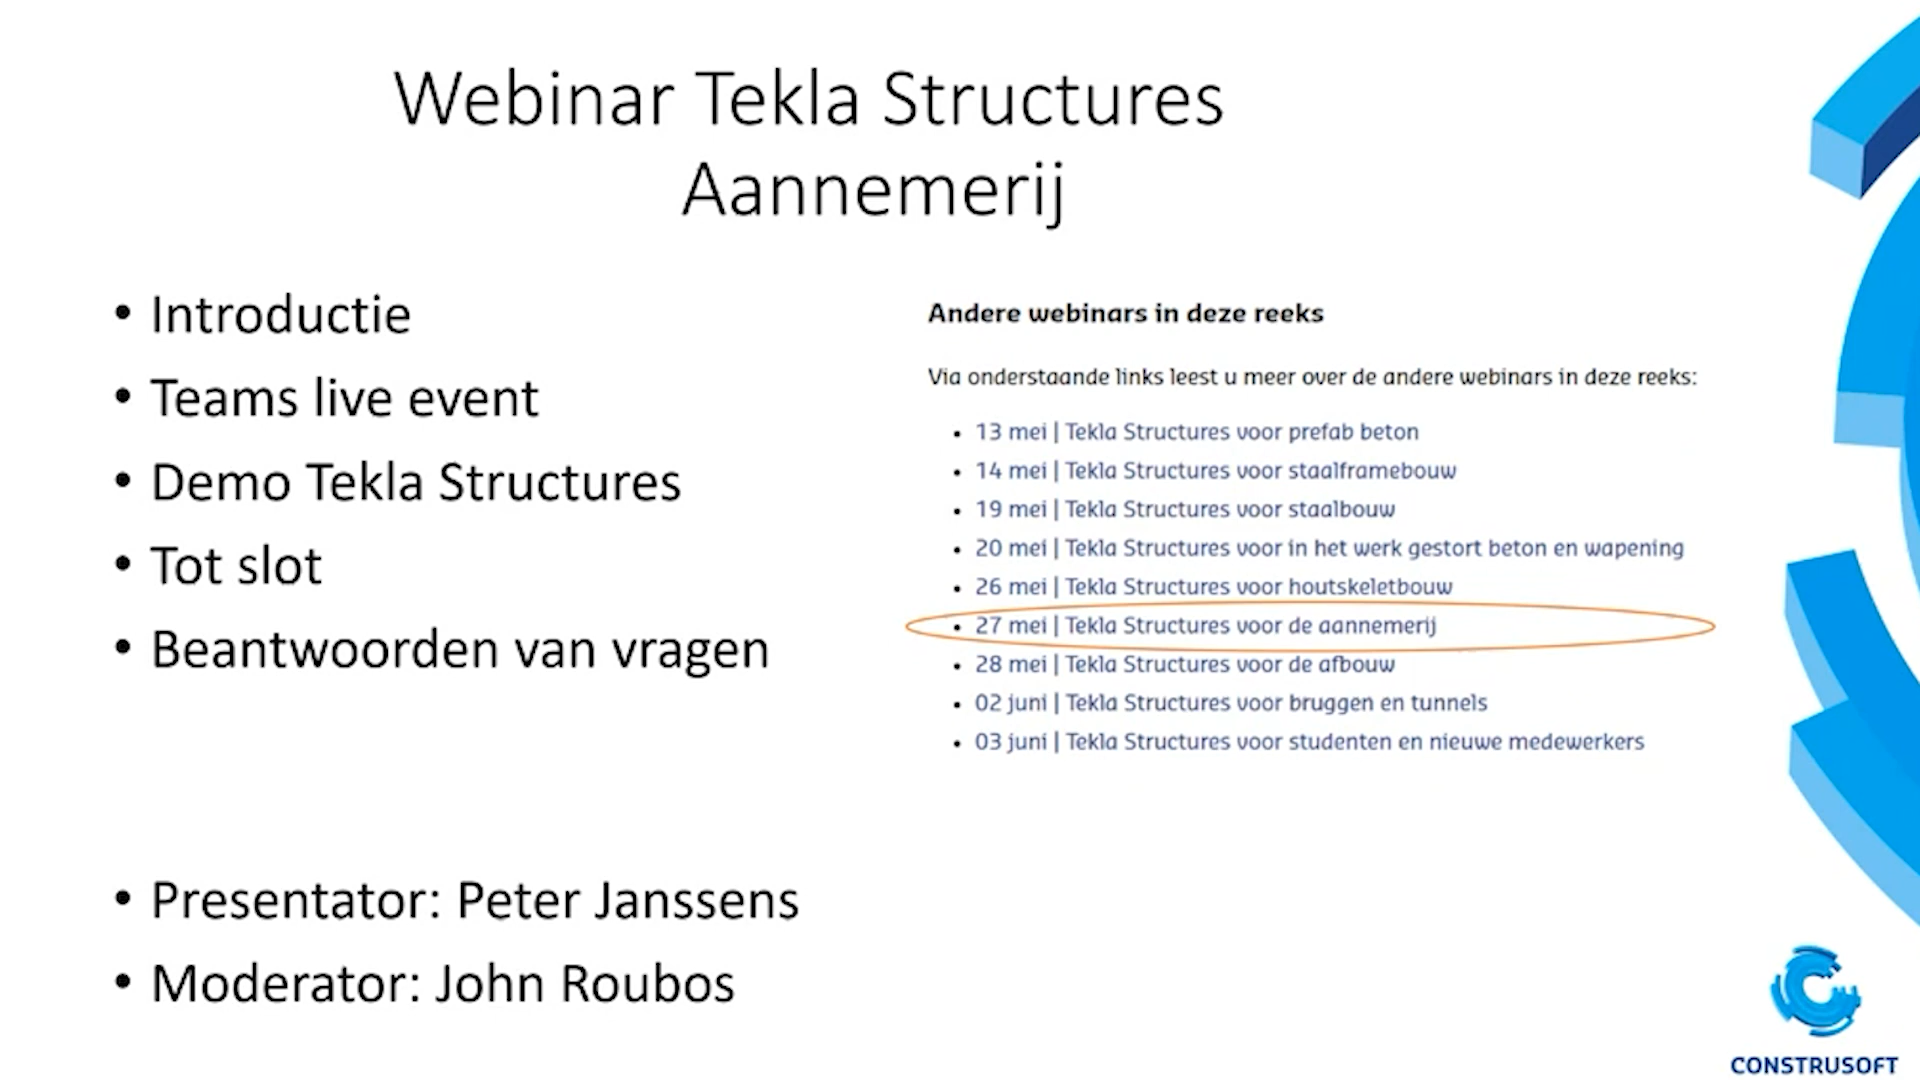 Webinar Tekla Structures
Aannemerij
• Introductie
• Teams live event
• Demo Tekla Structures
• Tot slot
• Beantwoorden van vragen
• Presentator: Peter Janssens
• Moderator: John Roubos
Andere webinars in deze reeks
Via onderstaande links leest u meer over de andere webinars in deze reeks:
• 13 mei | Tekla Structures voor prefab beton
• 14 mei | Tekla Structures voor staalframebouw
• 19 mei | Tekla Structures voor staalbouw
• 20 mei | Tekla Structures voor in het werk gestort beton en wapening
• 26 mei | Tekla Structures voor houtskeletbouw
• 27 mei | Tekla Structures voor de aannemerij
• 28 mei | Tekla Structures voor de afbouw
• 02 juni | Tekla Structures voor bruggen en tunnels
• 03 juni | Tekla Structures voor studenten en nieuwe medewerkers
CONSTRUSOFT